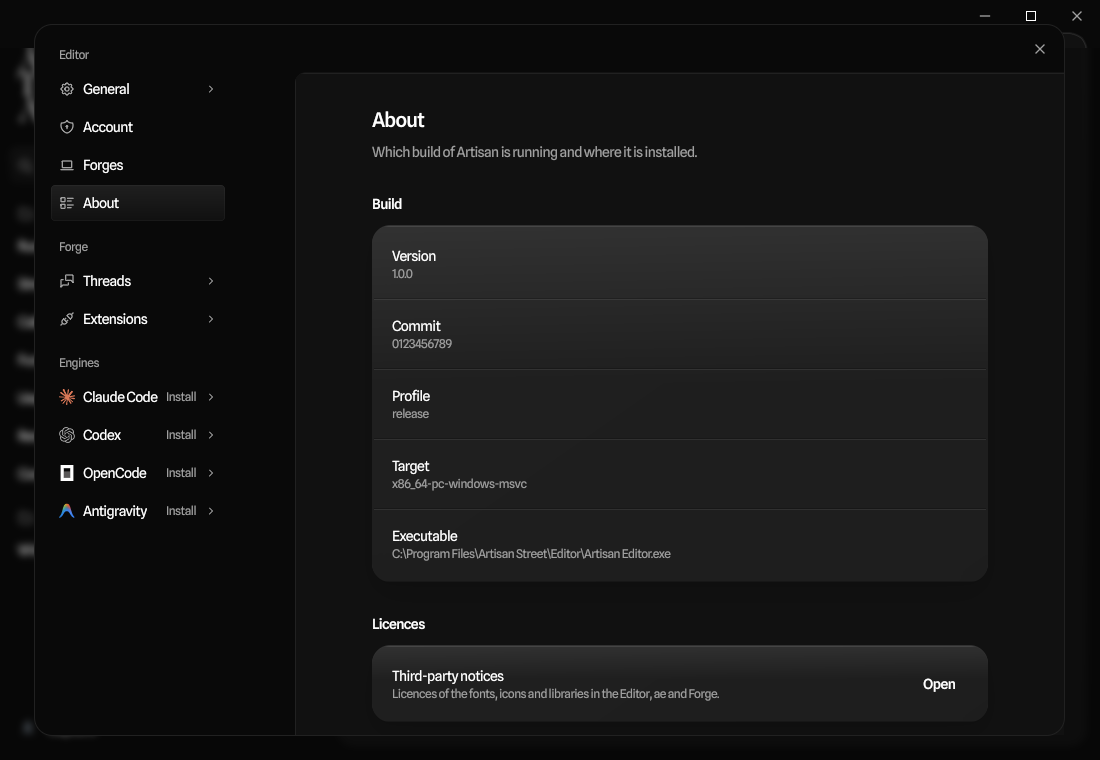 Editor
General
Account
Forges
About
Forge
Threads
Extensions
Engines
Claude Code Install
Codex Install
OpenCode Install
Antigravity Install
About
Which build of Artisan is running and where it is installed.
Build
Version
1.0.0
Commit
0123456789
Profile
release
Target
x86_64-pc-windows-msvc
Executable
C:\Program Files\Artisan Street\Editor\Artisan Editor.exe
Licences
Third-party notices
Licences of the fonts, icons and libraries in the Editor, ae and Forge.
Open